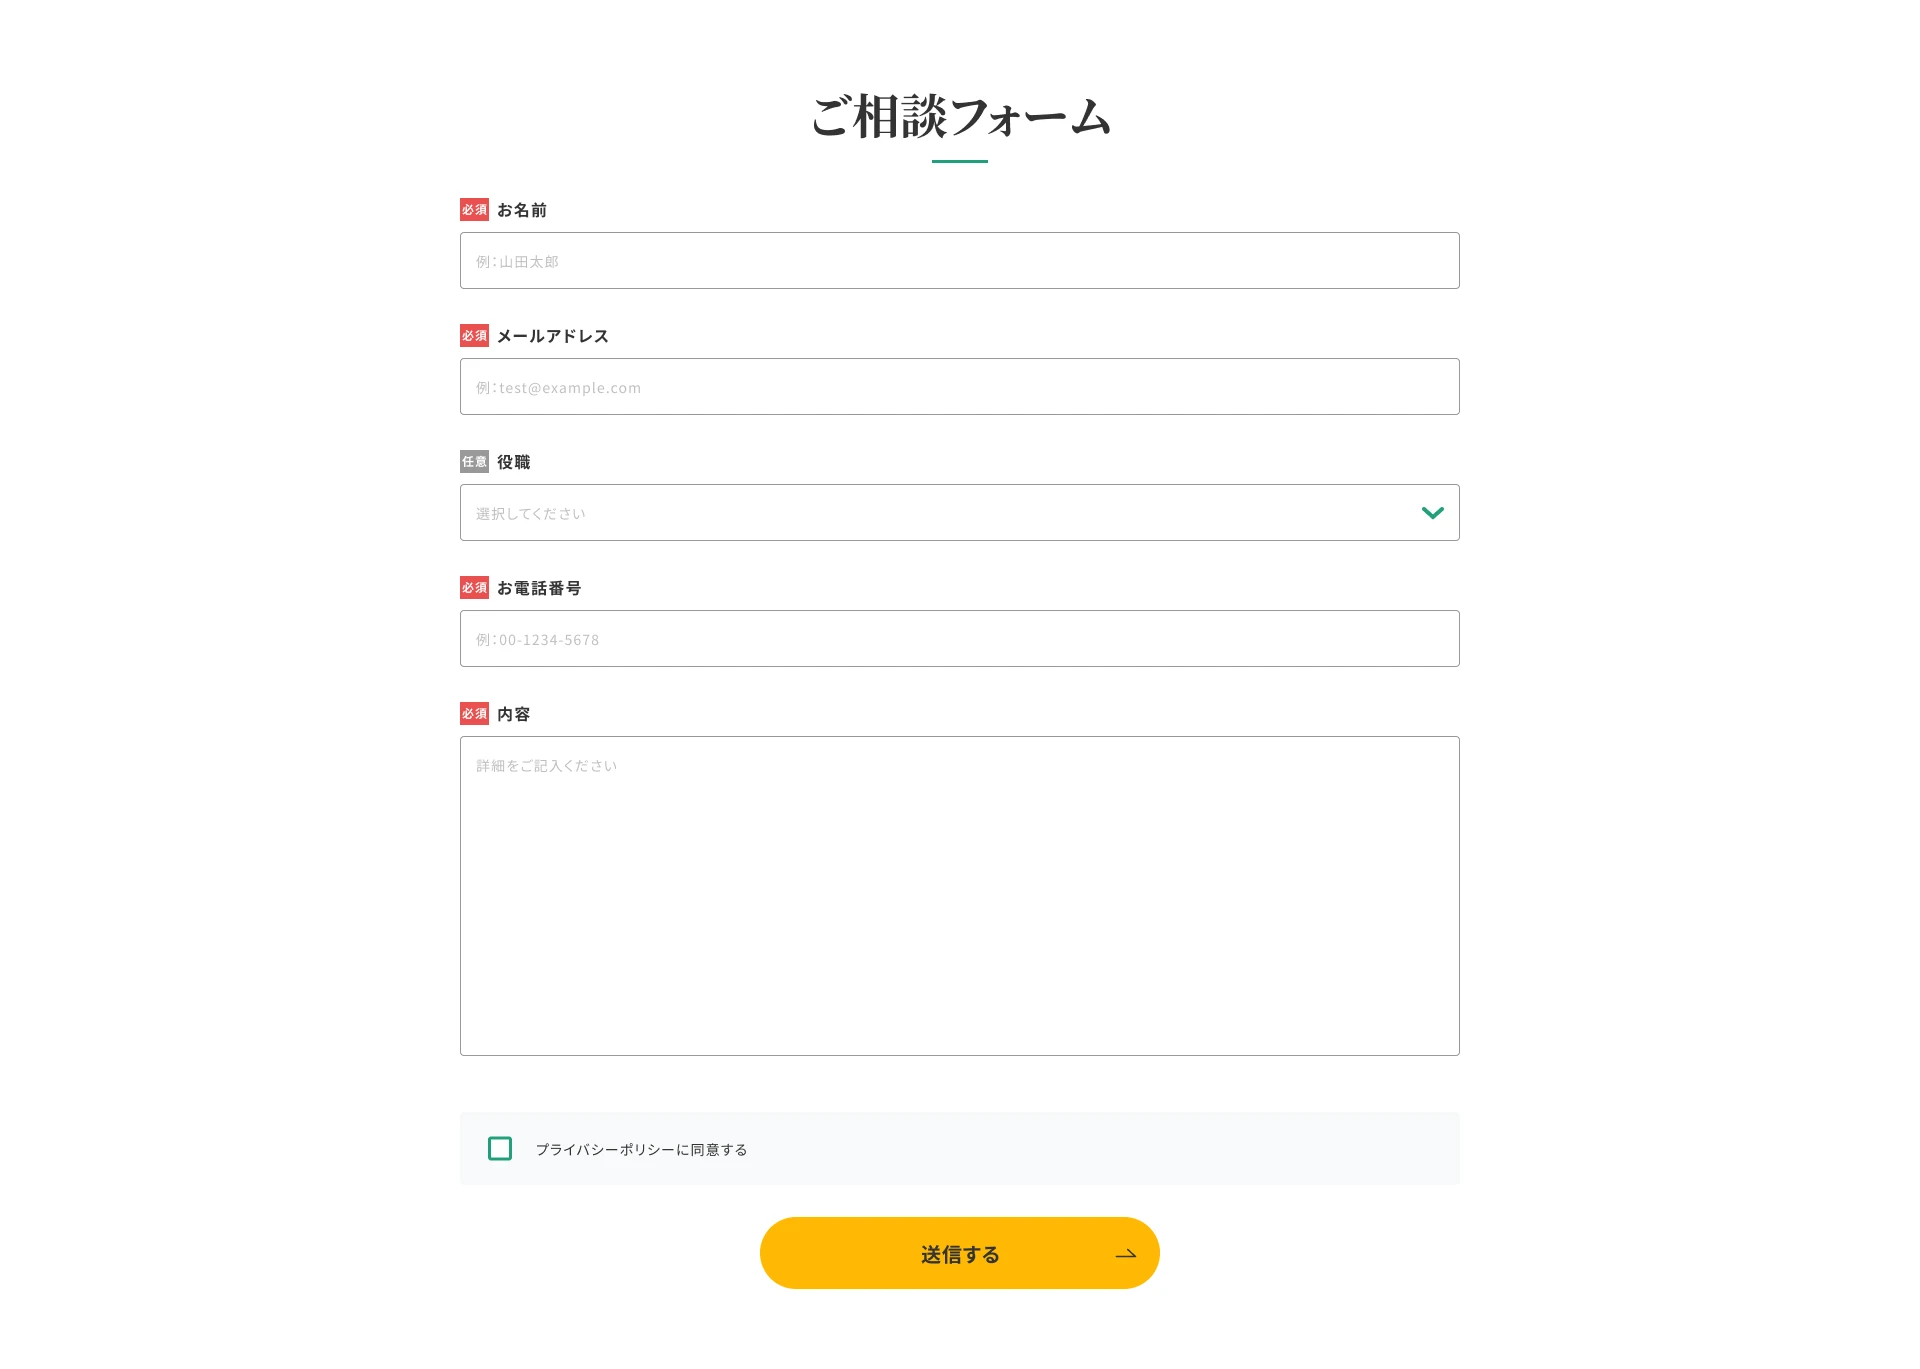 ご相談フォーム
必須 お名前
例：山田太郎
必須 メールアドレス
例：test@example.com
任意 役職
選択してください
必須 お電話番号
例：00-1234-5678
必須 内容
詳細をご記入ください
プライバシーポリシーに同意する
送信する